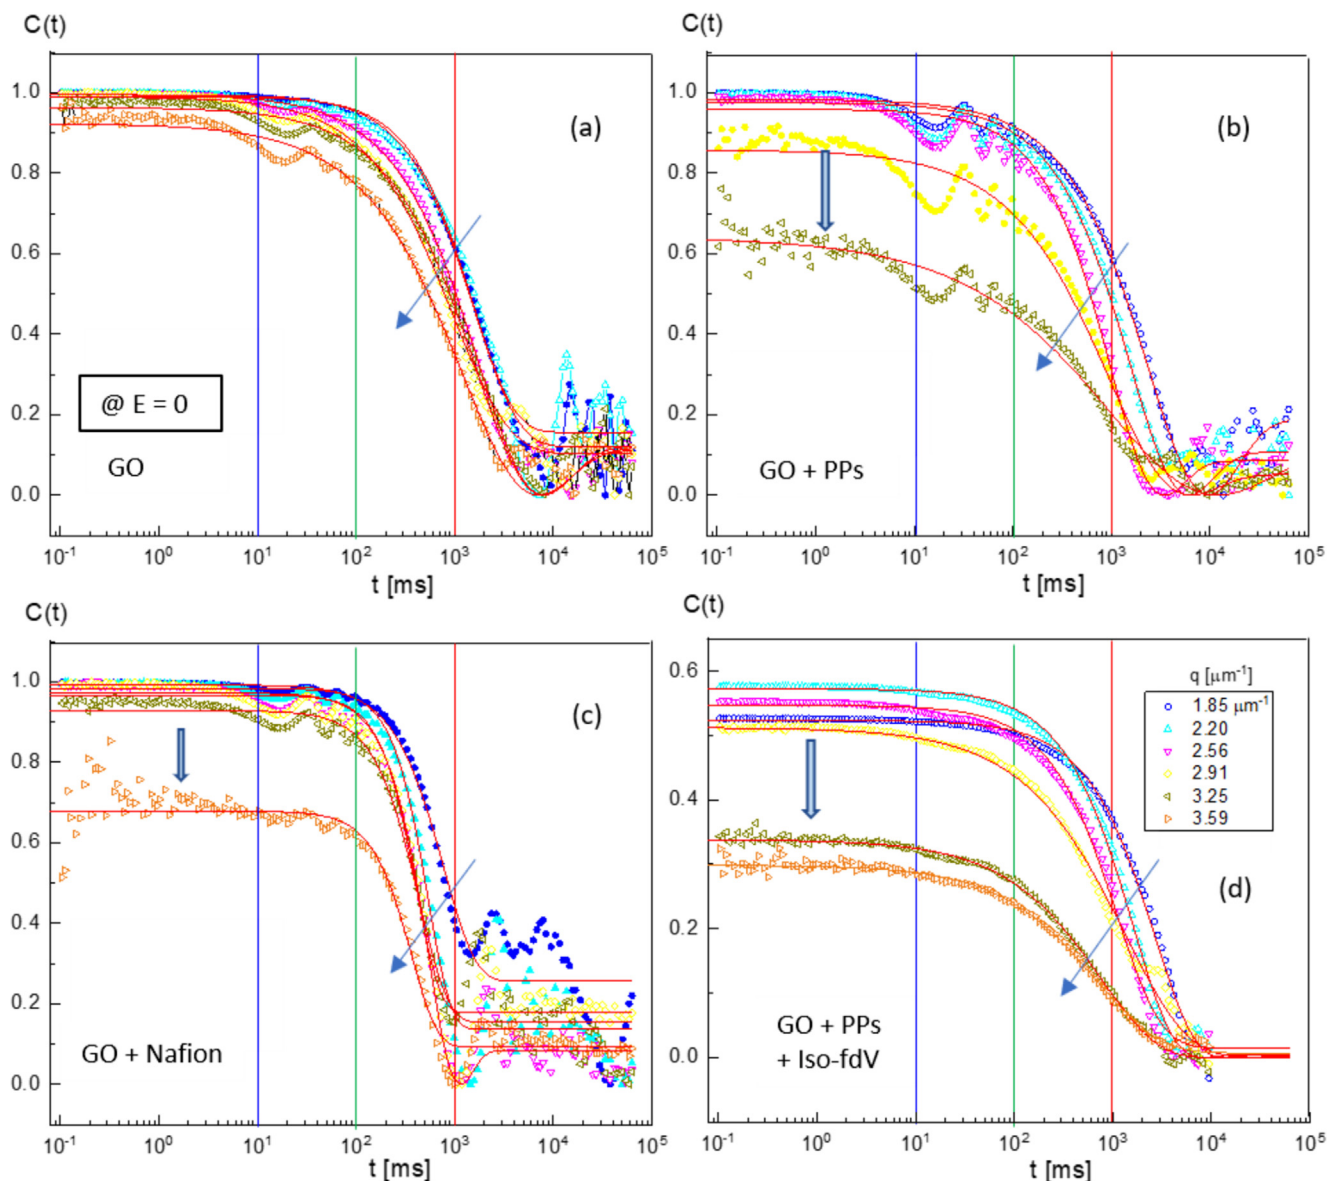 C(t)
1.0
0.8
0.6
0.4
0.2
0.0
(a)
@ E = 0
GO
10⁻¹ 10⁰ 10¹ 10² 10³ 10⁴ 10⁵
t [ms]
C(t)
1.0
0.8
0.6
0.4
0.2
0.0
(b)
GO + PPs
10⁻¹ 10⁰ 10¹ 10² 10³ 10⁴ 10⁵
t [ms]
C(t)
1.0
0.8
0.6
0.4
0.2
0.0
(c)
GO + Nafion
10⁻¹ 10⁰ 10¹ 10² 10³ 10⁴ 10⁵
t [ms]
C(t)
0.6
0.4
0.2
0.0
q [μm⁻¹]
1.85 μm⁻¹
2.20
2.56
2.91
3.25
3.59
(d)
GO + PPs
+ Iso-fdV
10⁻¹ 10⁰ 10¹ 10² 10³ 10⁴ 10⁵
t [ms]